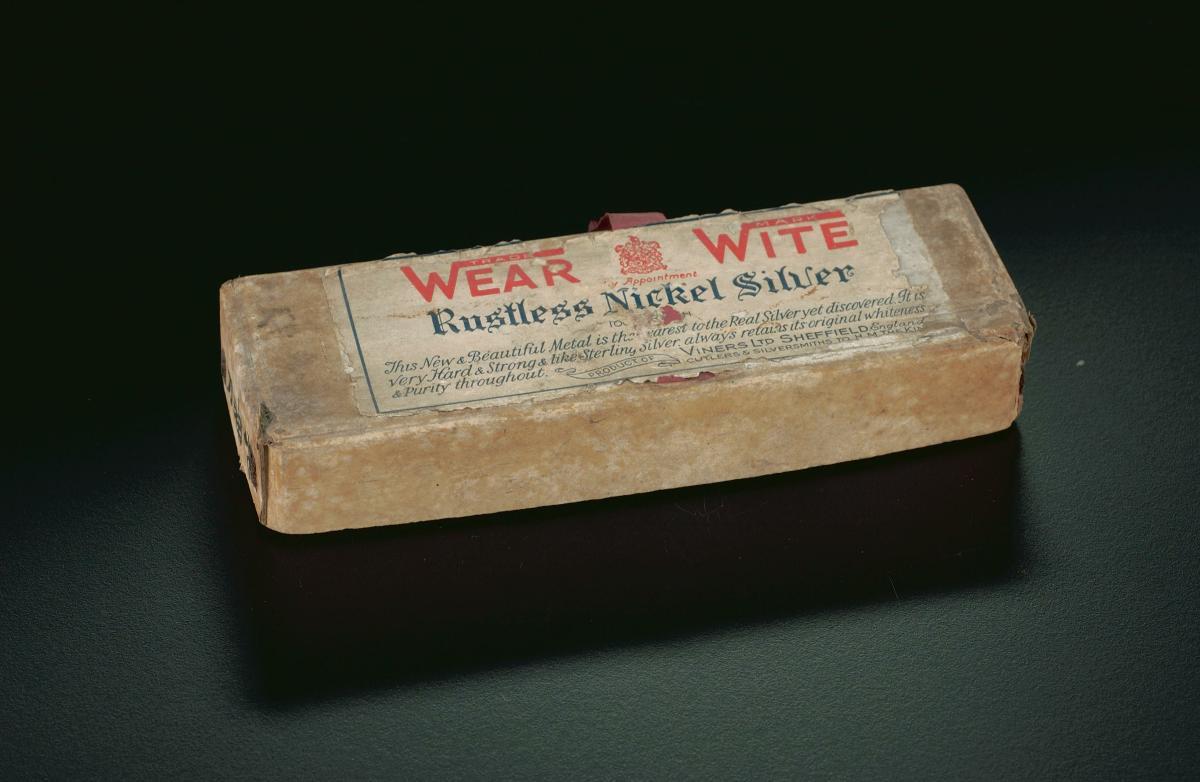 TRADE MARK
WEAR WITE
By Appointment
Rustless Nickel Silver
This New & Beautiful Metal is the nearest to the Real Silver yet discovered. It is
very Hard & Strong & like Sterling Silver always retains its original whiteness
& Purity throughout.
PRODUCT OF VINERS LTD SHEFFIELD England
CUTLERS & SILVERSMITHS TO H.M. THE KING